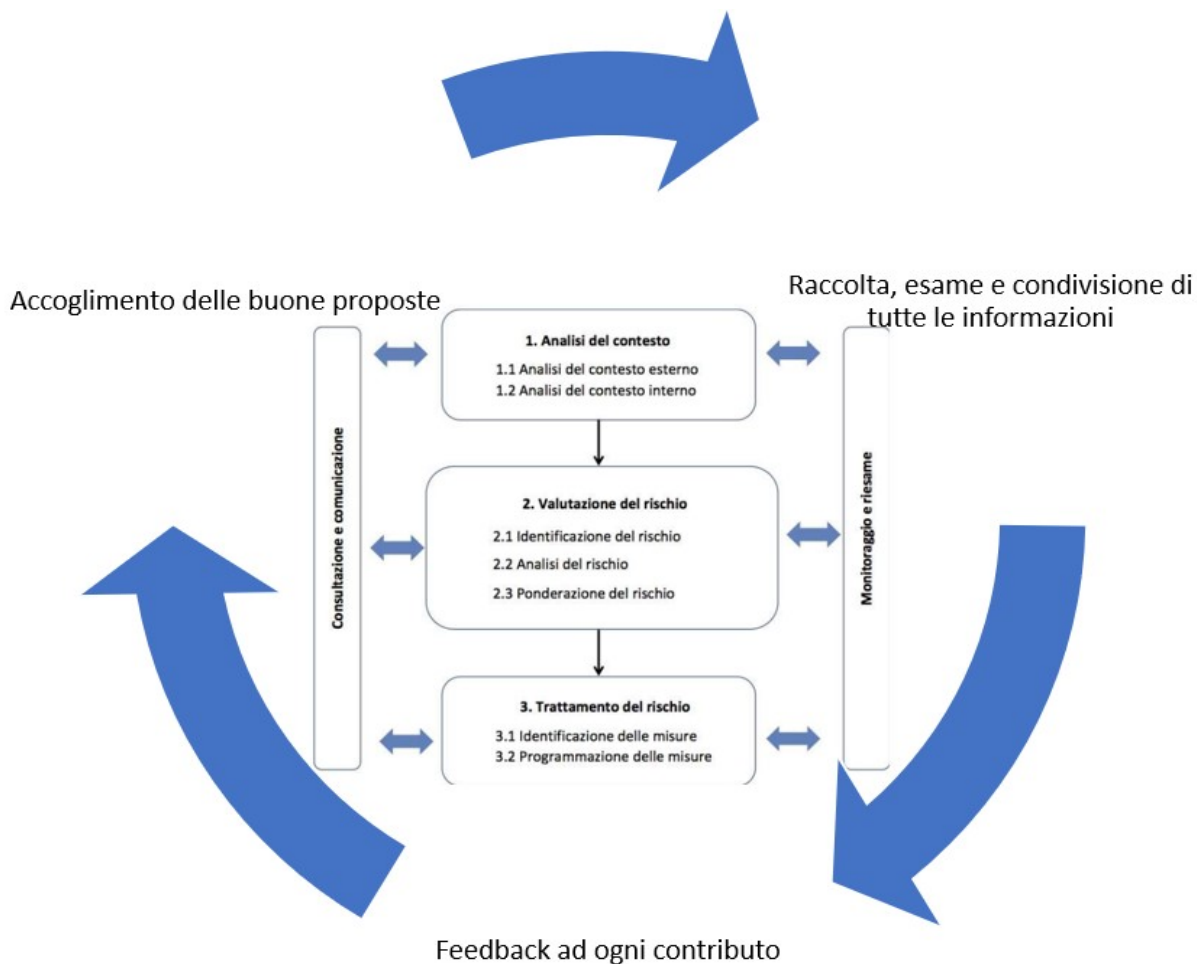 Accoglimento delle buone proposte
Raccolta, esame e condivisione di
tutte le informazioni
Consultazione e comunicazione
1. Analisi del contesto
1.1 Analisi del contesto esterno
1.2 Analisi del contesto interno
2. Valutazione del rischio
2.1 Identificazione del rischio
2.2 Analisi del rischio
2.3 Ponderazione del rischio
3. Trattamento del rischio
3.1 Identificazione delle misure
3.2 Programmazione delle misure
Monitoraggio e riesame
Feedback ad ogni contributo